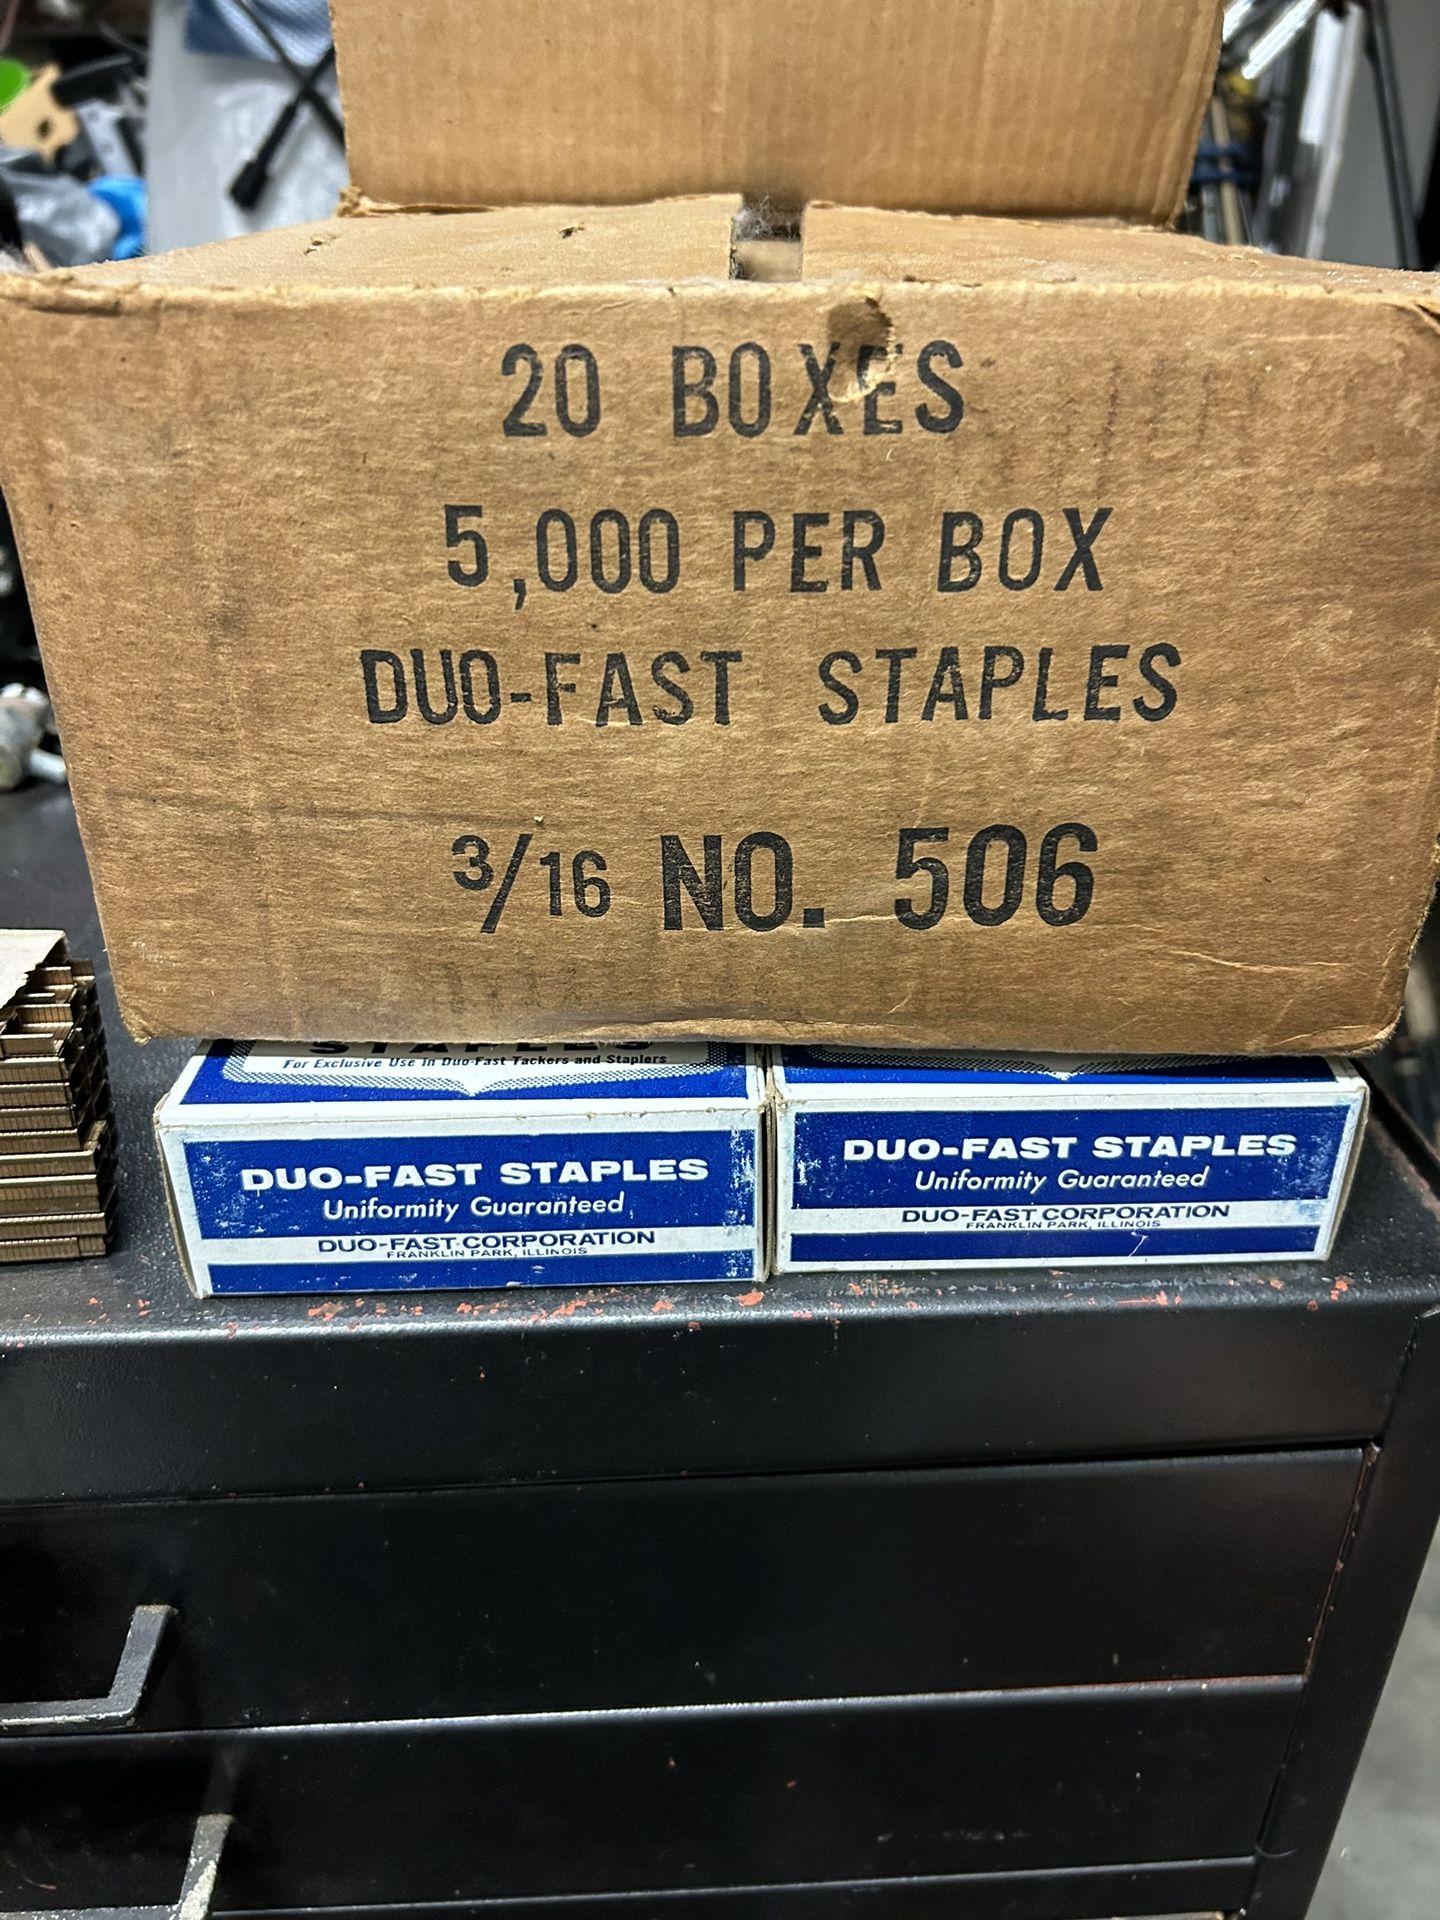 20 BOXES
5,000 PER BOX
DUO-FAST STAPLES
3/16 NO. 506
STAPLES
For Exclusive Use in Duo-Fast Tackers and Staplers
DUO-FAST STAPLES
Uniformity Guaranteed
DUO-FAST CORPORATION
FRANKLIN PARK, ILLINOIS
DUO-FAST STAPLES
Uniformity Guaranteed
DUO-FAST CORPORATION
FRANKLIN PARK, ILLINOIS